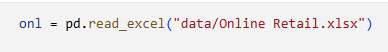 onl = pd.read_excel("data/Online Retail.xlsx")